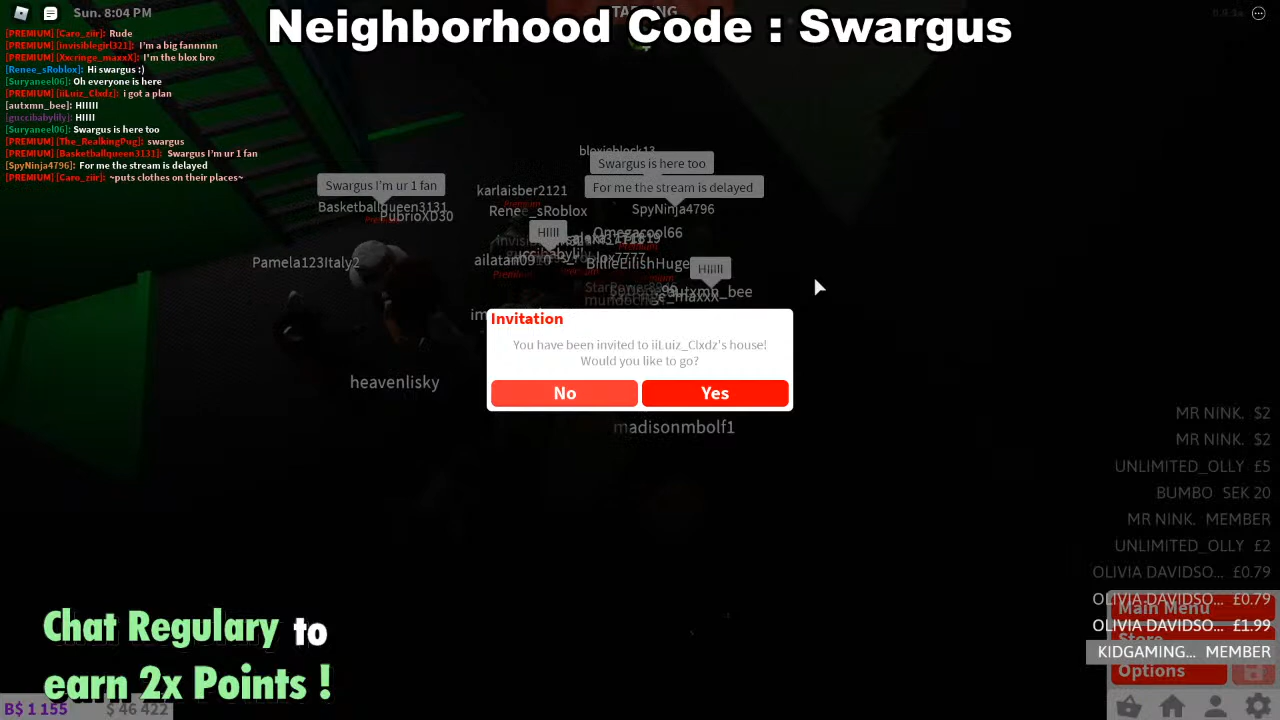 Neighborhood Code : Swargus
Sun. 8:04 PM
[PREMIUM] [Caro_ziir]: Rude
[PREMIUM] [Invisiblegirl321]: I'm a big fannnnn
[PREMIUM] [Xxcringe_maxxX]: I'm the blox bro
[Renee_sRoblox]: Hi swargus :)
[Suryaneel06]: Oh everyone is here
[PREMIUM] [iiLuiz_Clxdz]: i got a plan
[autxmn_bee]: HIIIII
[guccibabylily]: HIIII
[Suryaneel06]: Swargus is here too
[PREMIUM] [The_RealkingPug]: swargus
[PREMIUM] [Basketballqueen3131]: Swargus I'm ur 1 fan
[SpyNinja4796]: For me the stream is delayed
[PREMIUM] [Caro_ziir]: ~puts clothes on their places~
Swargus is here too
For me the stream is delayed
Swargus I'm ur 1 fan
karlaisber2121
Basketballqueen3131
PubrioXD30
Renee_sRoblox
SpyNinja4796
HIIII
Omegacool66
Pamela123Italy2
BillieEilishHuge
HIIIII
autxmn_bee
Invitation
You have been invited to iiLuiz_Clxdz's house!
Would you like to go?
No
Yes
heavenlisky
madisonmbolf1
MR NINK. $2
MR NINK. $2
UNLIMITED_OLLY £5
BUMBO SEK 20
MR NINK. MEMBER
UNLIMITED_OLLY £2
OLIVIA DAVIDSO... £0.79
OLIVIA DAVIDSO... £0.79
Main Menu
OLIVIA DAVIDSO... £1.99
Store
KIDGAMING... MEMBER
Options
Chat Regulary to
earn 2x Points !
B$ 1 155 $ 46 422